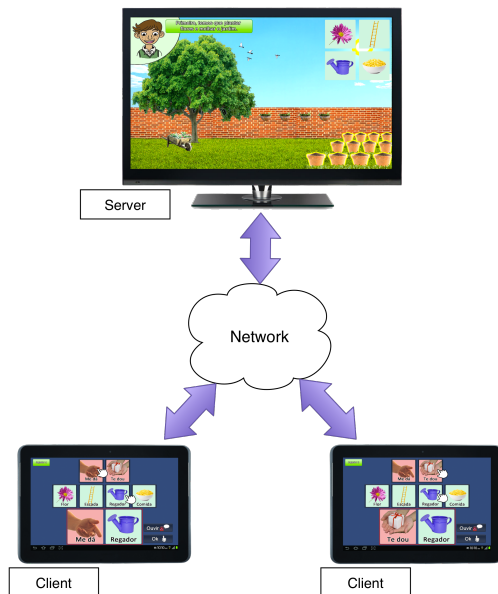 Primeiro, temos que plantar
flores e molhar o jardim.
Server
Network
Me dá
Te dou
Flor
Escada
Regador
Comida
Me dá
Regador
Ouvir
Ok
Client
Me dá
Te dou
Flor
Escada
Regador
Comida
Te dou
Regador
Ouvir
Ok
Client